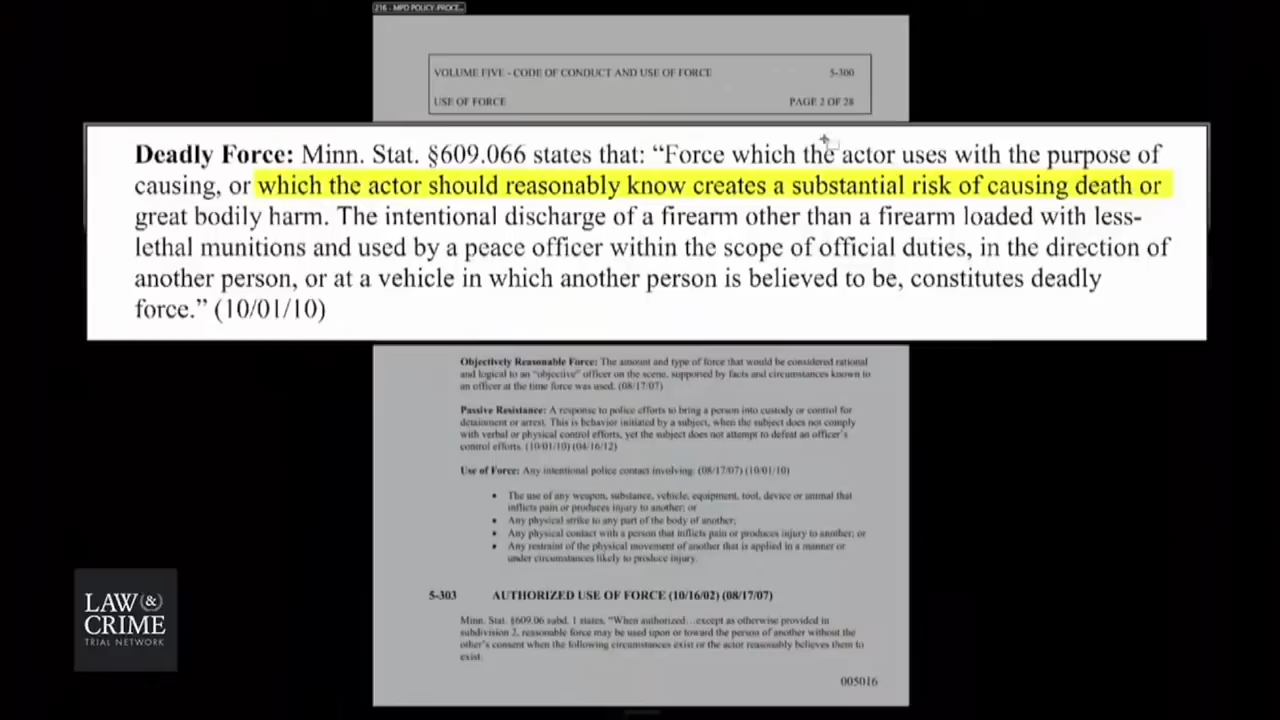 216 - MPD POLICY-PROCE...
VOLUME FIVE - CODE OF CONDUCT AND USE OF FORCE 5-300
USE OF FORCE PAGE 2 OF 28
Deadly Force: Minn. Stat. §609.066 states that: “Force which the actor uses with the purpose of
causing, or which the actor should reasonably know creates a substantial risk of causing death or
great bodily harm. The intentional discharge of a firearm other than a firearm loaded with less-
lethal munitions and used by a peace officer within the scope of official duties, in the direction of
another person, or at a vehicle in which another person is believed to be, constitutes deadly
force.” (10/01/10)
Objectively Reasonable Force: The amount and type of force that would be considered rational
and logical to an “objective” officer on the scene, supported by facts and circumstances known to
an officer at the time force was used. (08/17/07)
Passive Resistance: A response to police efforts to bring a person into custody or control for
detainment or arrest. This is behavior initiated by a subject, when the subject does not comply
with verbal or physical control efforts, yet the subject does not attempt to defeat an officer’s
control efforts. (10/01/10) (04/16/12)
Use of Force: Any intentional police contact involving: (08/17/07) (10/01/10)
• The use of any weapon, substance, vehicle, equipment, tool, device or animal that
inflicts pain or produces injury to another; or
• Any physical strike to any part of the body of another;
• Any physical contact with a person that inflicts pain or produces injury to another; or
• Any restraint of the physical movement of another that is applied in a manner or
under circumstances likely to produce injury.
5-303 AUTHORIZED USE OF FORCE (10/16/02) (08/17/07)
Minn. Stat. §609.06 subd. 1 states, “When authorized…except as otherwise provided in
subdivision 2, reasonable force may be used upon or toward the person of another without the
other’s consent when the following circumstances exist or the actor reasonably believes them to
exist:
005016
LAW &
CRIME
TRIAL NETWORK